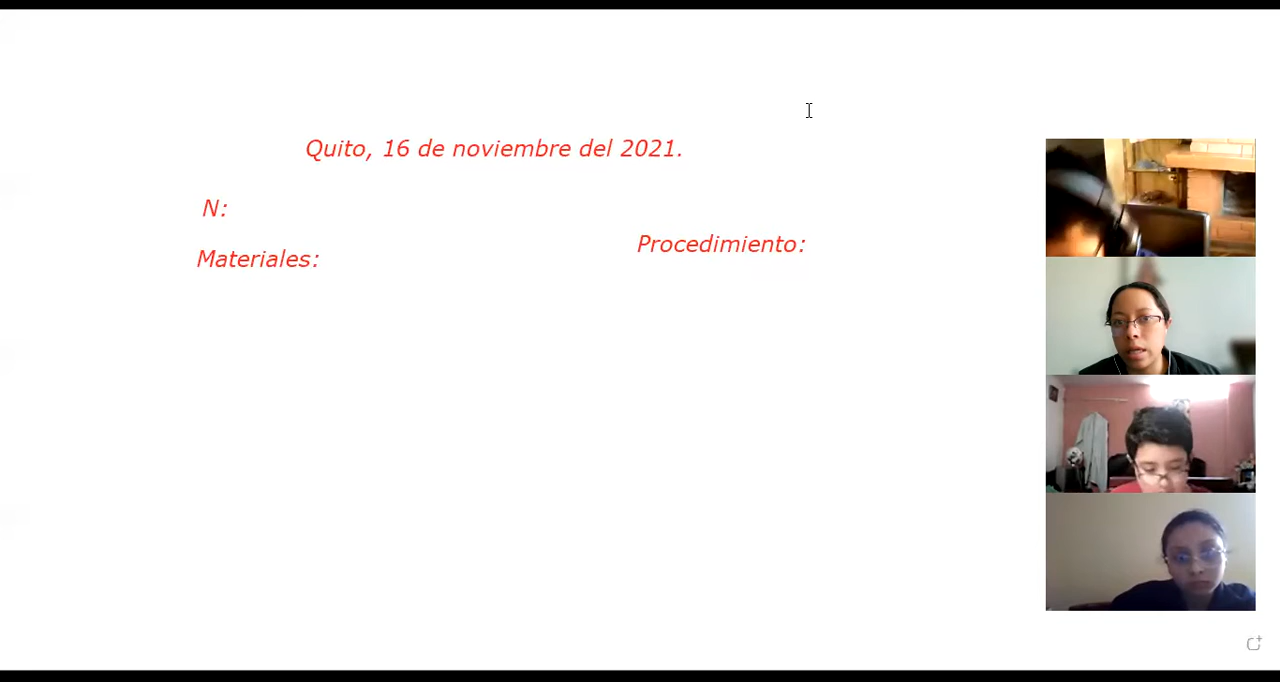 Quito, 16 de noviembre del 2021.
N:
Materiales:
Procedimiento: